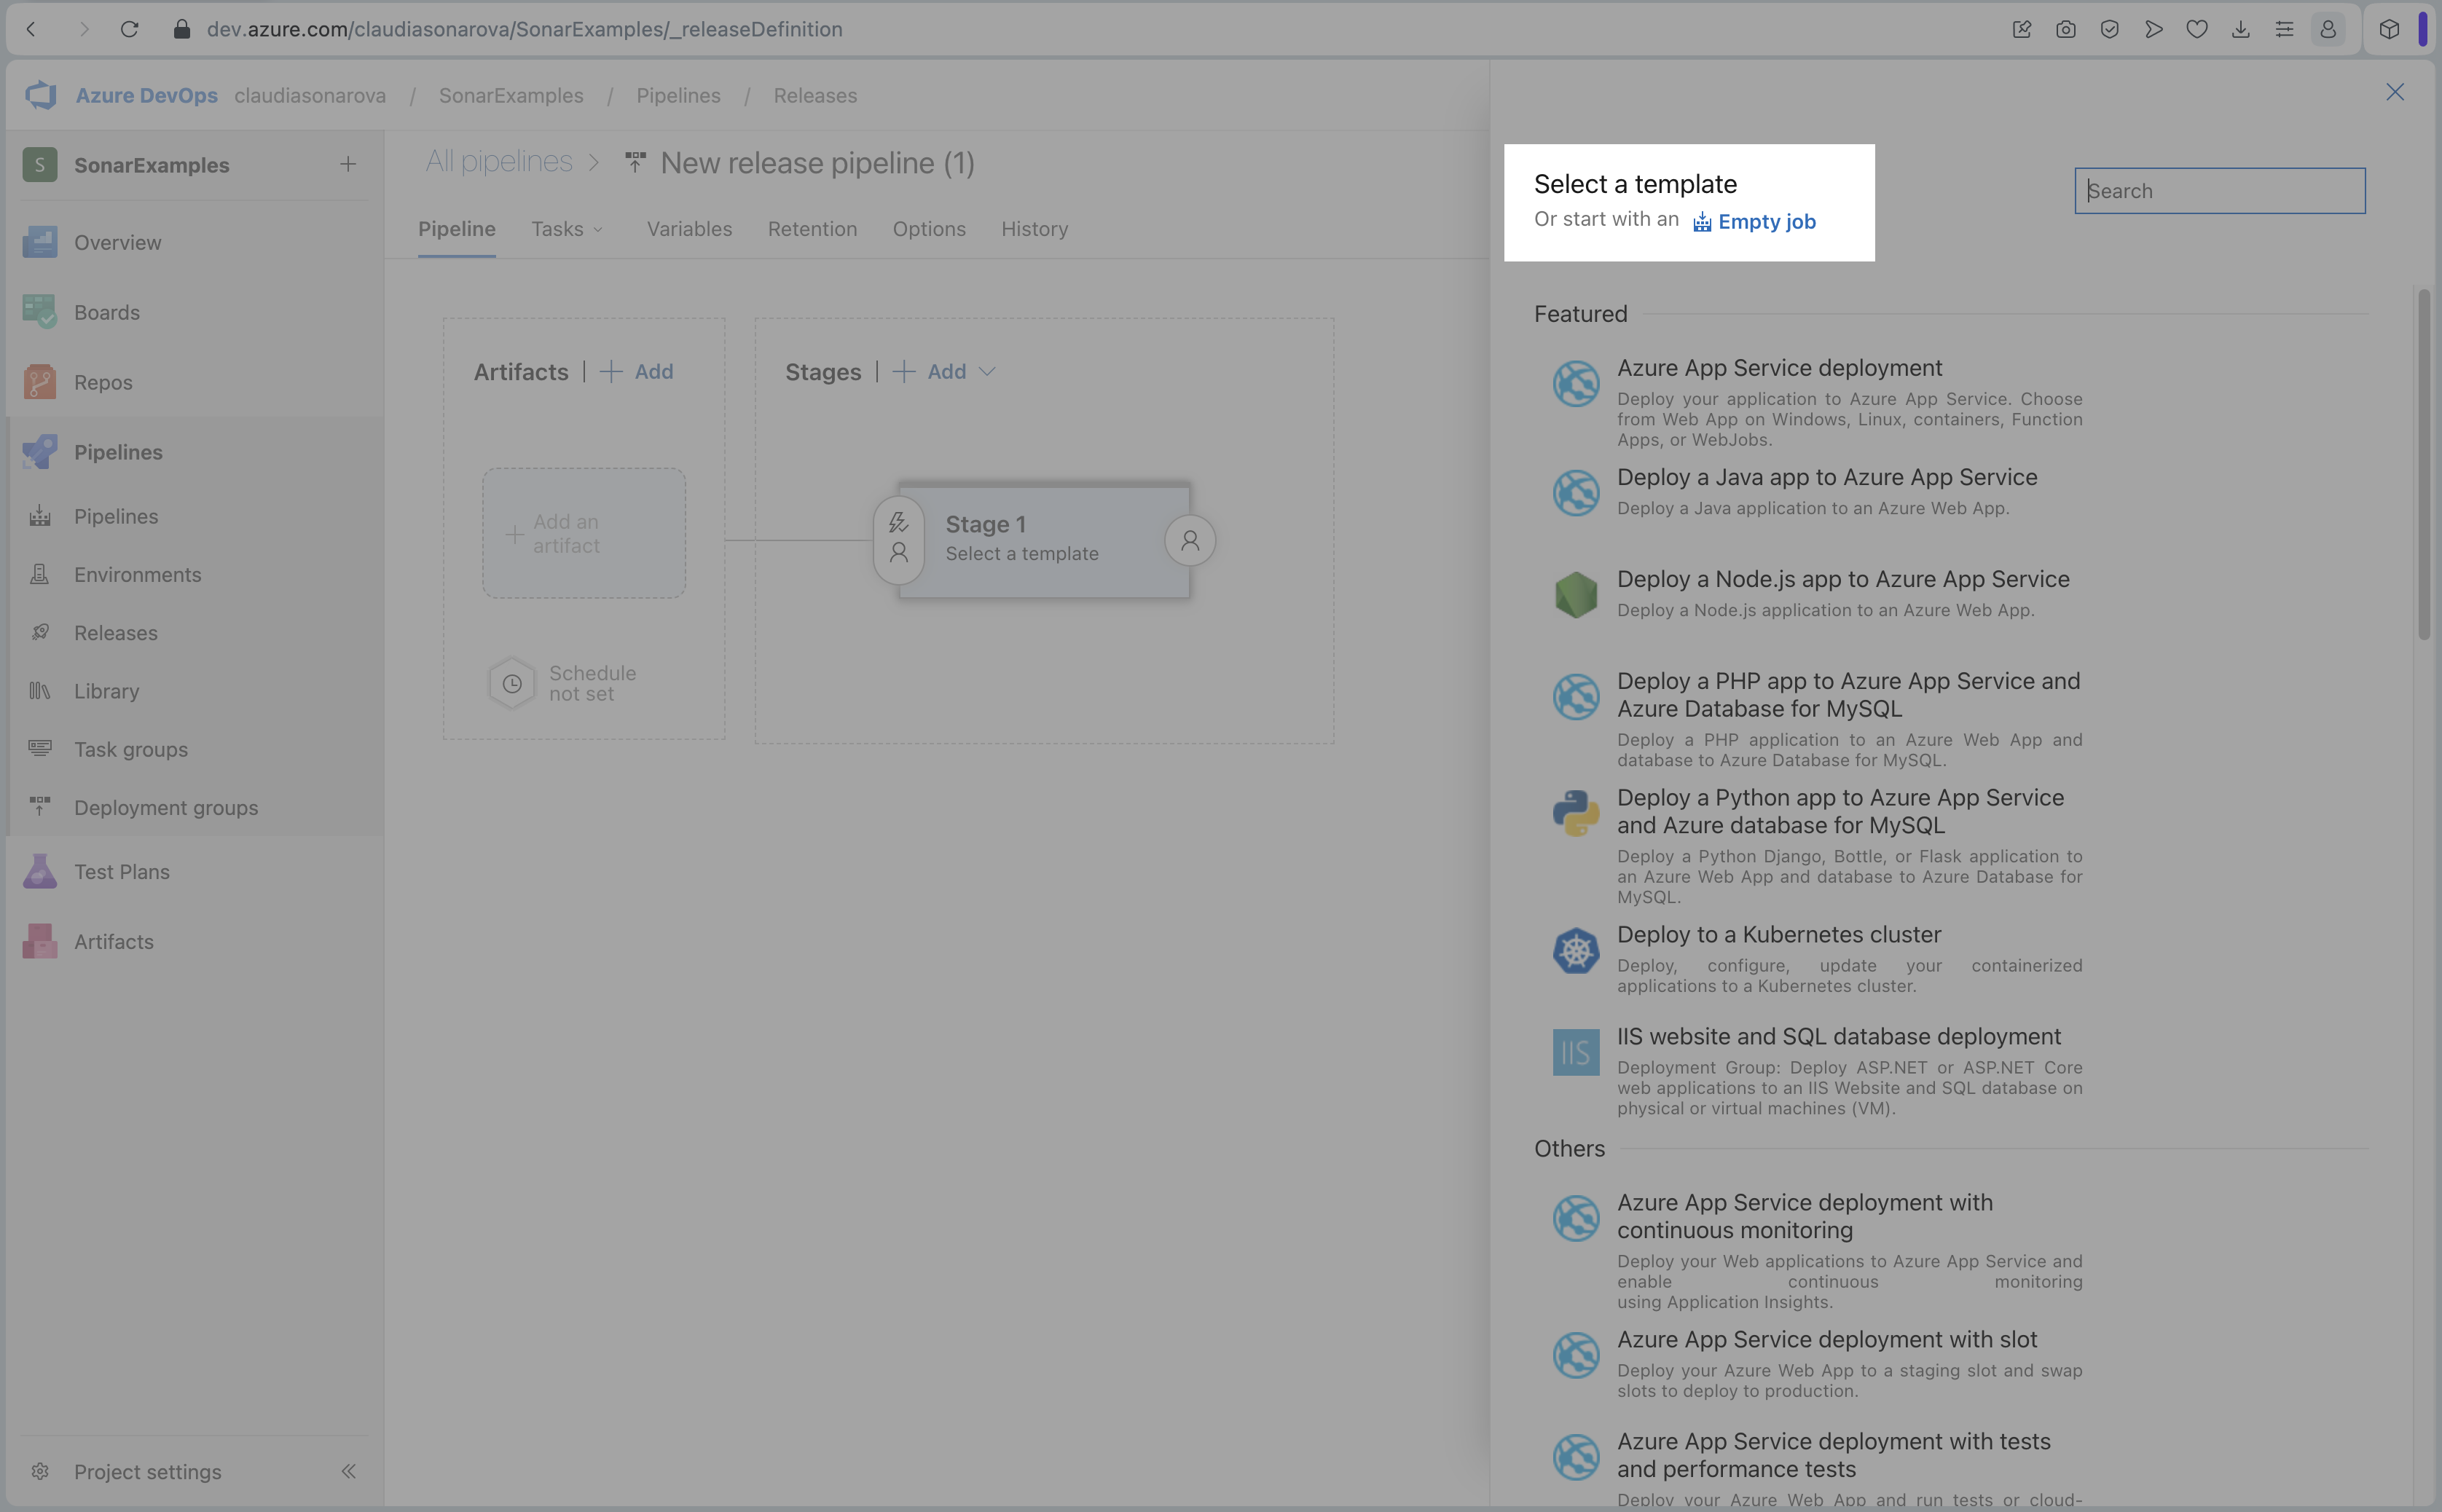 dev.azure.com/claudiasonarova/SonarExamples/_releaseDefinition
Azure DevOps claudiasonarova / SonarExamples / Pipelines / Releases
S SonarExamples
Overview
Boards
Repos
Pipelines
Pipelines
Environments
Releases
Library
Task groups
Deployment groups
Test Plans
Artifacts
Project settings
All pipelines > New release pipeline (1)
Pipeline Tasks Variables Retention Options History
Artifacts | Add
Add an
artifact
Schedule
not set
Stages | Add
Stage 1
Select a template
Select a template
Or start with an Empty job
Search
Featured
Azure App Service deployment
Deploy your application to Azure App Service. Choose
from Web App on Windows, Linux, containers, Function
Apps, or WebJobs.
Deploy a Java app to Azure App Service
Deploy a Java application to an Azure Web App.
Deploy a Node.js app to Azure App Service
Deploy a Node.js application to an Azure Web App.
Deploy a PHP app to Azure App Service and
Azure Database for MySQL
Deploy a PHP application to an Azure Web App and
database to Azure Database for MySQL.
Deploy a Python app to Azure App Service
and Azure database for MySQL
Deploy a Python Django, Bottle, or Flask application to
an Azure Web App and database to Azure Database for
MySQL.
Deploy to a Kubernetes cluster
Deploy, configure, update your containerized
applications to a Kubernetes cluster.
IIS
IIS website and SQL database deployment
Deployment Group: Deploy ASP.NET or ASP.NET Core
web applications to an IIS Website and SQL database on
physical or virtual machines (VM).
Others
Azure App Service deployment with
continuous monitoring
Deploy your Web applications to Azure App Service and
enable continuous monitoring
using Application Insights.
Azure App Service deployment with slot
Deploy your Azure Web App to a staging slot and swap
slots to deploy to production.
Azure App Service deployment with tests
and performance tests
Deploy your Azure Web App and run tests or cloud-